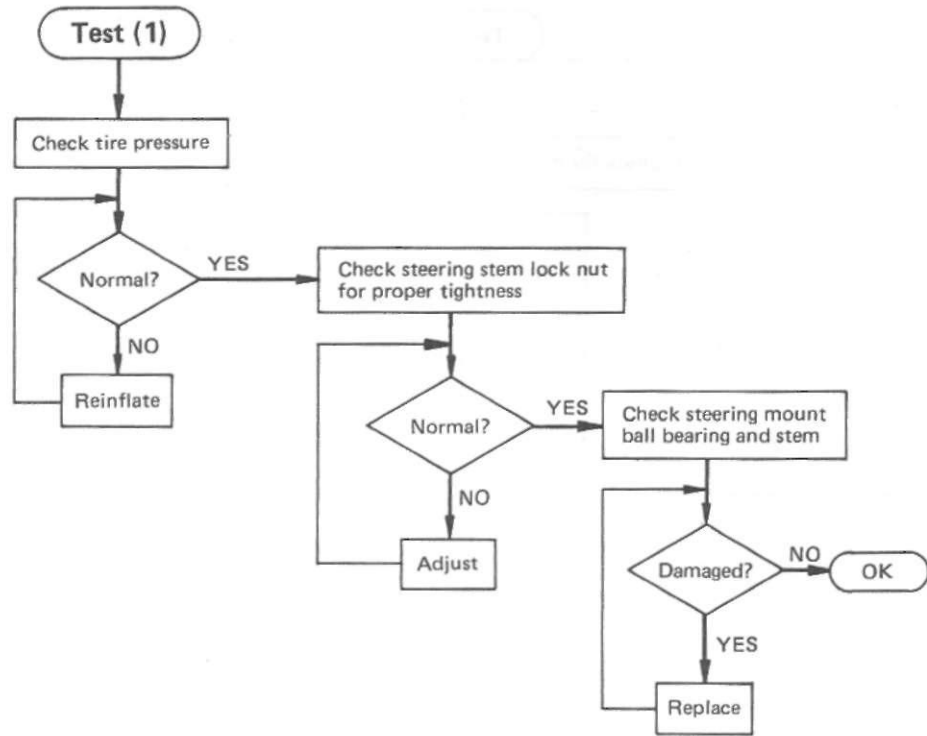 Test (1)
Check tire pressure
Normal?
YES
NO
Reinflate
Check steering stem lock nut
for proper tightness
Normal?
YES
NO
Adjust
Check steering mount
ball bearing and stem
Damaged?
NO
OK
YES
Replace